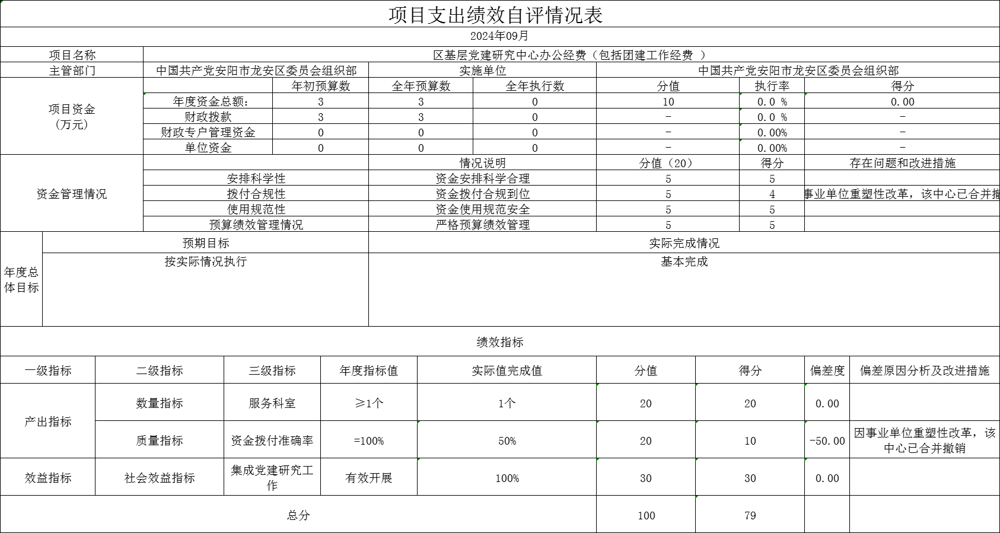 项目支出绩效自评情况表
2024年09月
项目名称 区基层党建研究中心办公经费（包括团建工作经费 ）
主管部门 中国共产党安阳市龙安区委员会组织部 实施单位 中国共产党安阳市龙安区委员会组织部
项目资金
(万元)
年初预算数 全年预算数 全年执行数 分值 执行率 得分
年度资金总额： 3 3 0 10 0.0 % 0.00
财政拨款 3 3 0 － 0.0 % －
财政专户管理资金 0 0 0 － 0.00% －
单位资金 0 0 0 － 0.00% －
资金管理情况
情况说明 分值（20） 得分 存在问题和改进措施
安排科学性 资金安排科学合理 5 5
拨付合规性 资金拨付合规到位 5 4 事业单位重塑性改革，该中心已合并撤
使用规范性 资金使用规范安全 5 5
预算绩效管理情况 严格预算绩效管理 5 5
年度总
体目标
预期目标 实际完成情况
按实际情况执行 基本完成
绩效指标
一级指标 二级指标 三级指标 年度指标值 实际值完成值 分值 得分 偏差度 偏差原因分析及改进措施
产出指标
数量指标 服务科室 ≥1个 1个 20 20 0.00
质量指标 资金拨付准确率 =100% 50% 20 10 -50.00 因事业单位重塑性改革，该
中心已合并撤销
效益指标 社会效益指标 集成党建研究工
作 有效开展 100% 30 30 0.00
总分 100 79